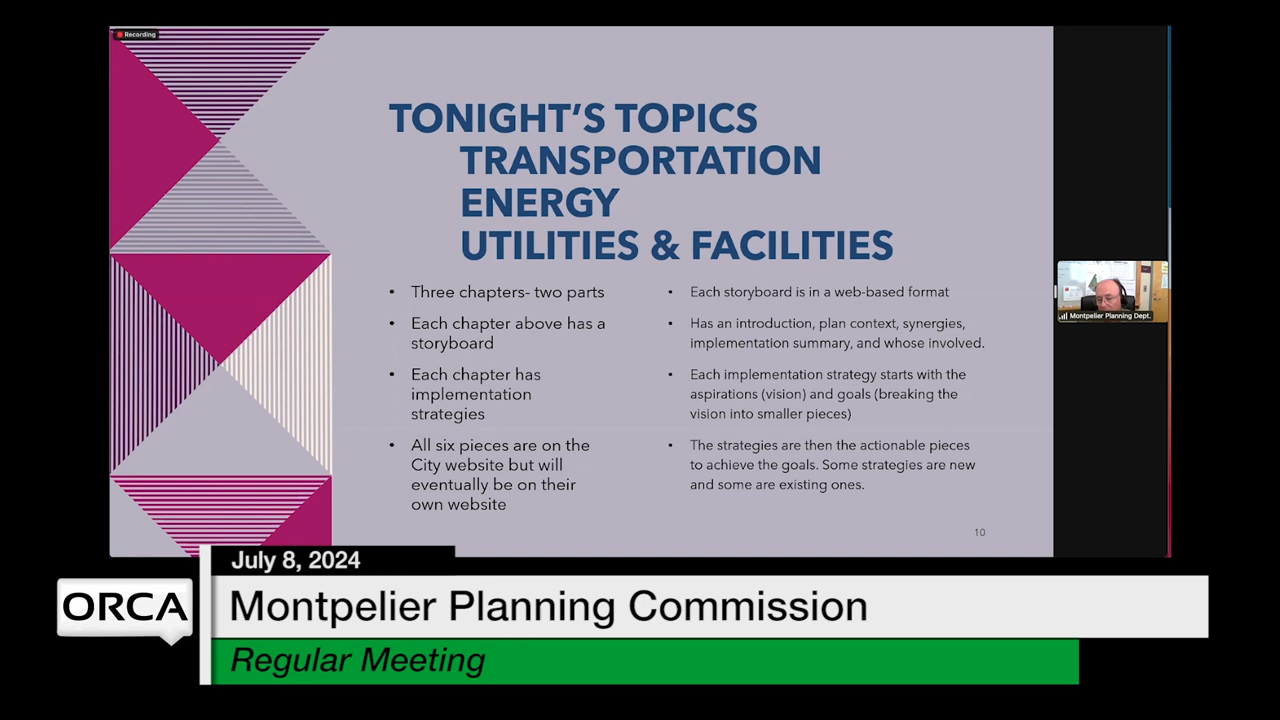 Recording
TONIGHT'S TOPICS
TRANSPORTATION
ENERGY
UTILITIES & FACILITIES
• Three chapters- two parts
• Each chapter above has a
storyboard
• Each chapter has
implementation
strategies
• All six pieces are on the
City website but will
eventually be on their
own website
• Each storyboard is in a web-based format
• Has an introduction, plan context, synergies,
implementation summary, and whose involved.
• Each implementation strategy starts with the
aspirations (vision) and goals (breaking the
vision into smaller pieces)
• The strategies are then the actionable pieces
to achieve the goals. Some strategies are new
and some are existing ones.
10
Montpelier Planning Dept.
July 8, 2024
ORCA
Montpelier Planning Commission
Regular Meeting